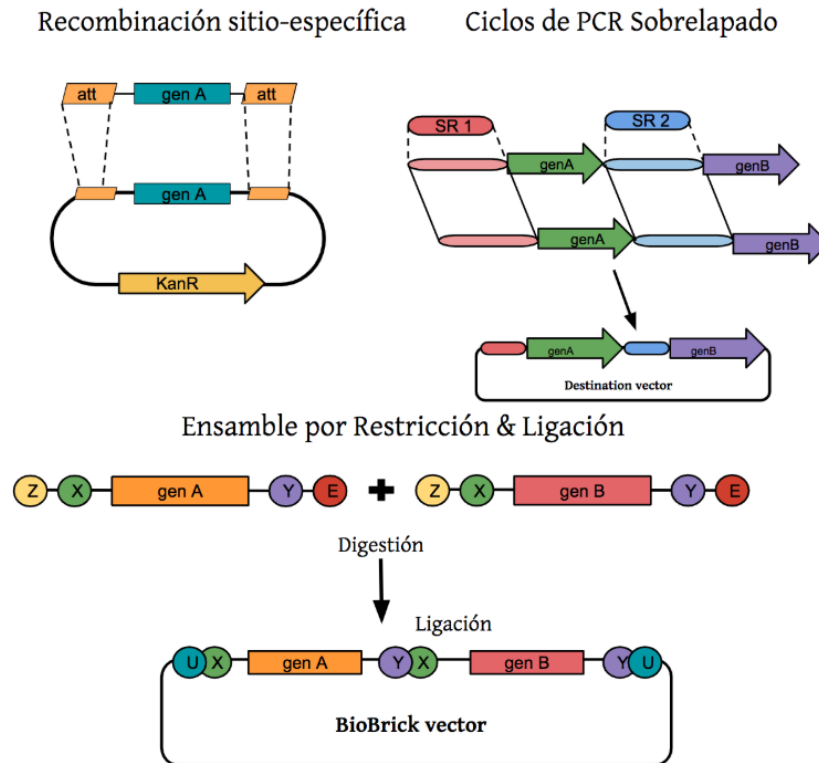 Recombinación sitio-específica
att gen A att
gen A
KanR
Ciclos de PCR Sobrelapado
SR 1 SR 2
genA genB
genA genB
genA genB
Destination vector
Ensamble por Restricción & Ligación
Z X gen A Y E + Z X gen B Y E
Digestión
Ligación
U X gen A Y X gen B Y U
BioBrick vector